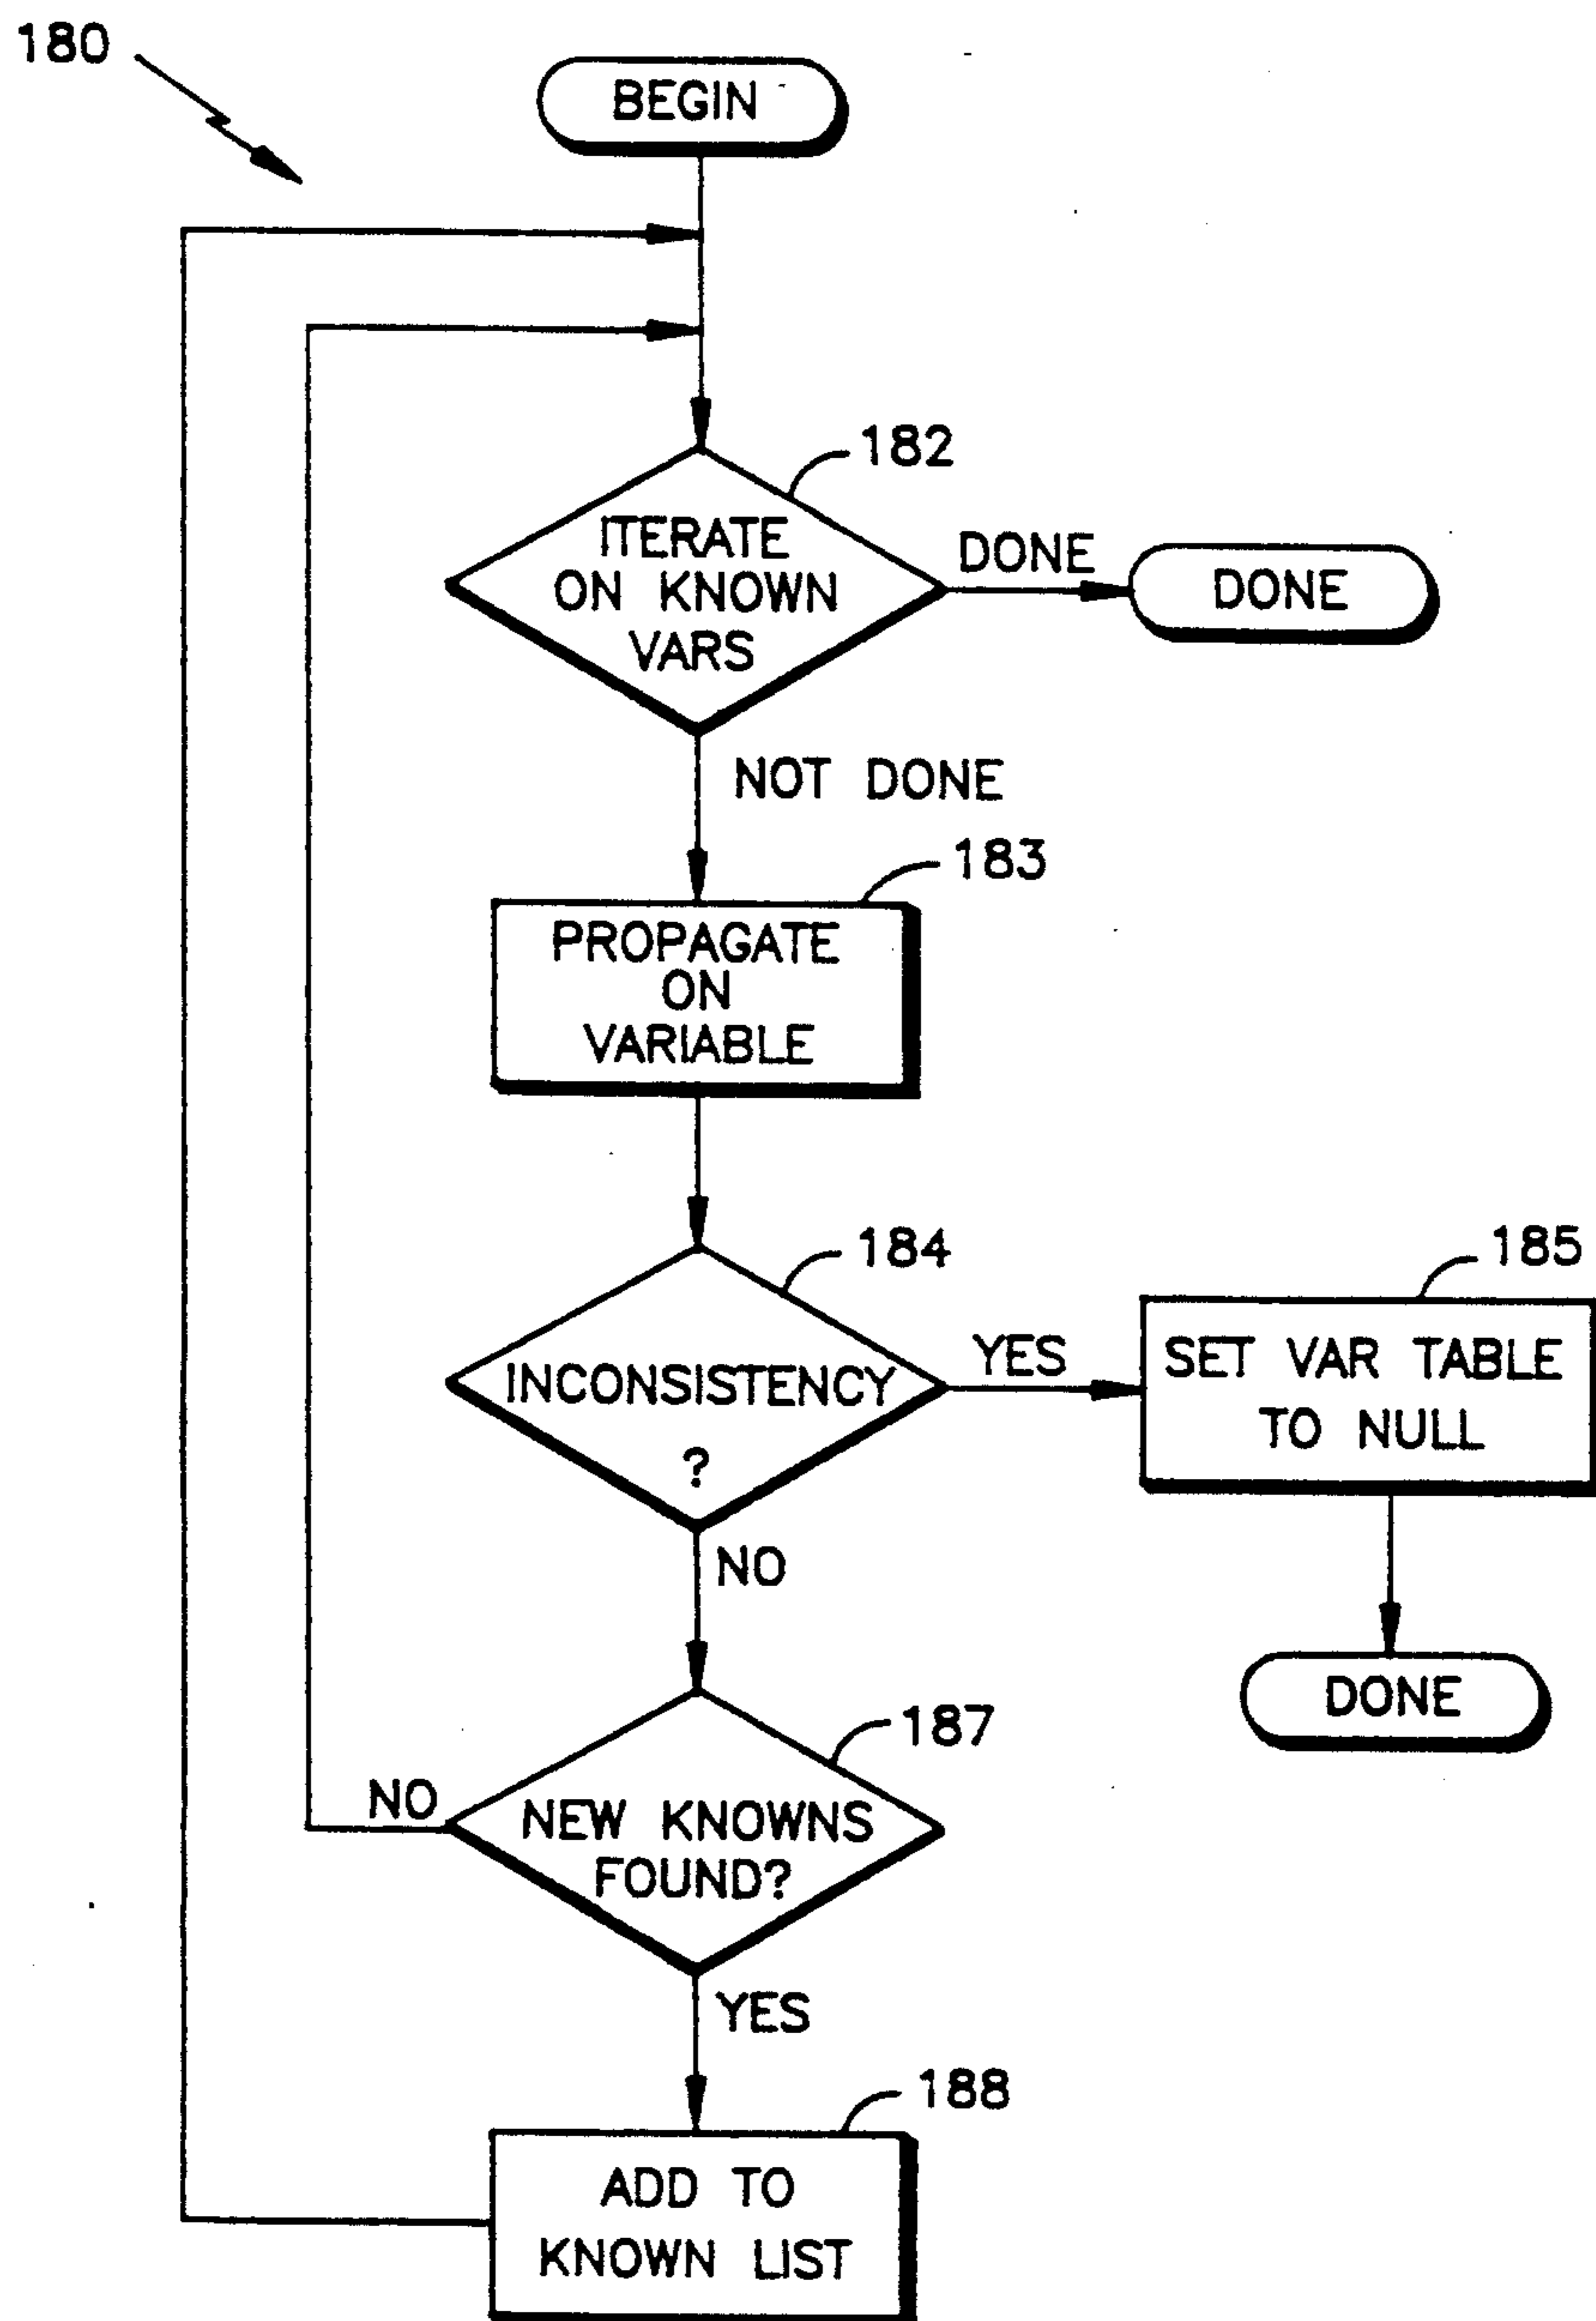 180
BEGIN
182
ITERATE
ON KNOWN
VARS
DONE
DONE
NOT DONE
183
PROPAGATE
ON
VARIABLE
184
INCONSISTENCY
?
YES
185
SET VAR TABLE
TO NULL
DONE
NO
187
NEW KNOWNS
FOUND?
NO
YES
188
ADD TO
KNOWN LIST